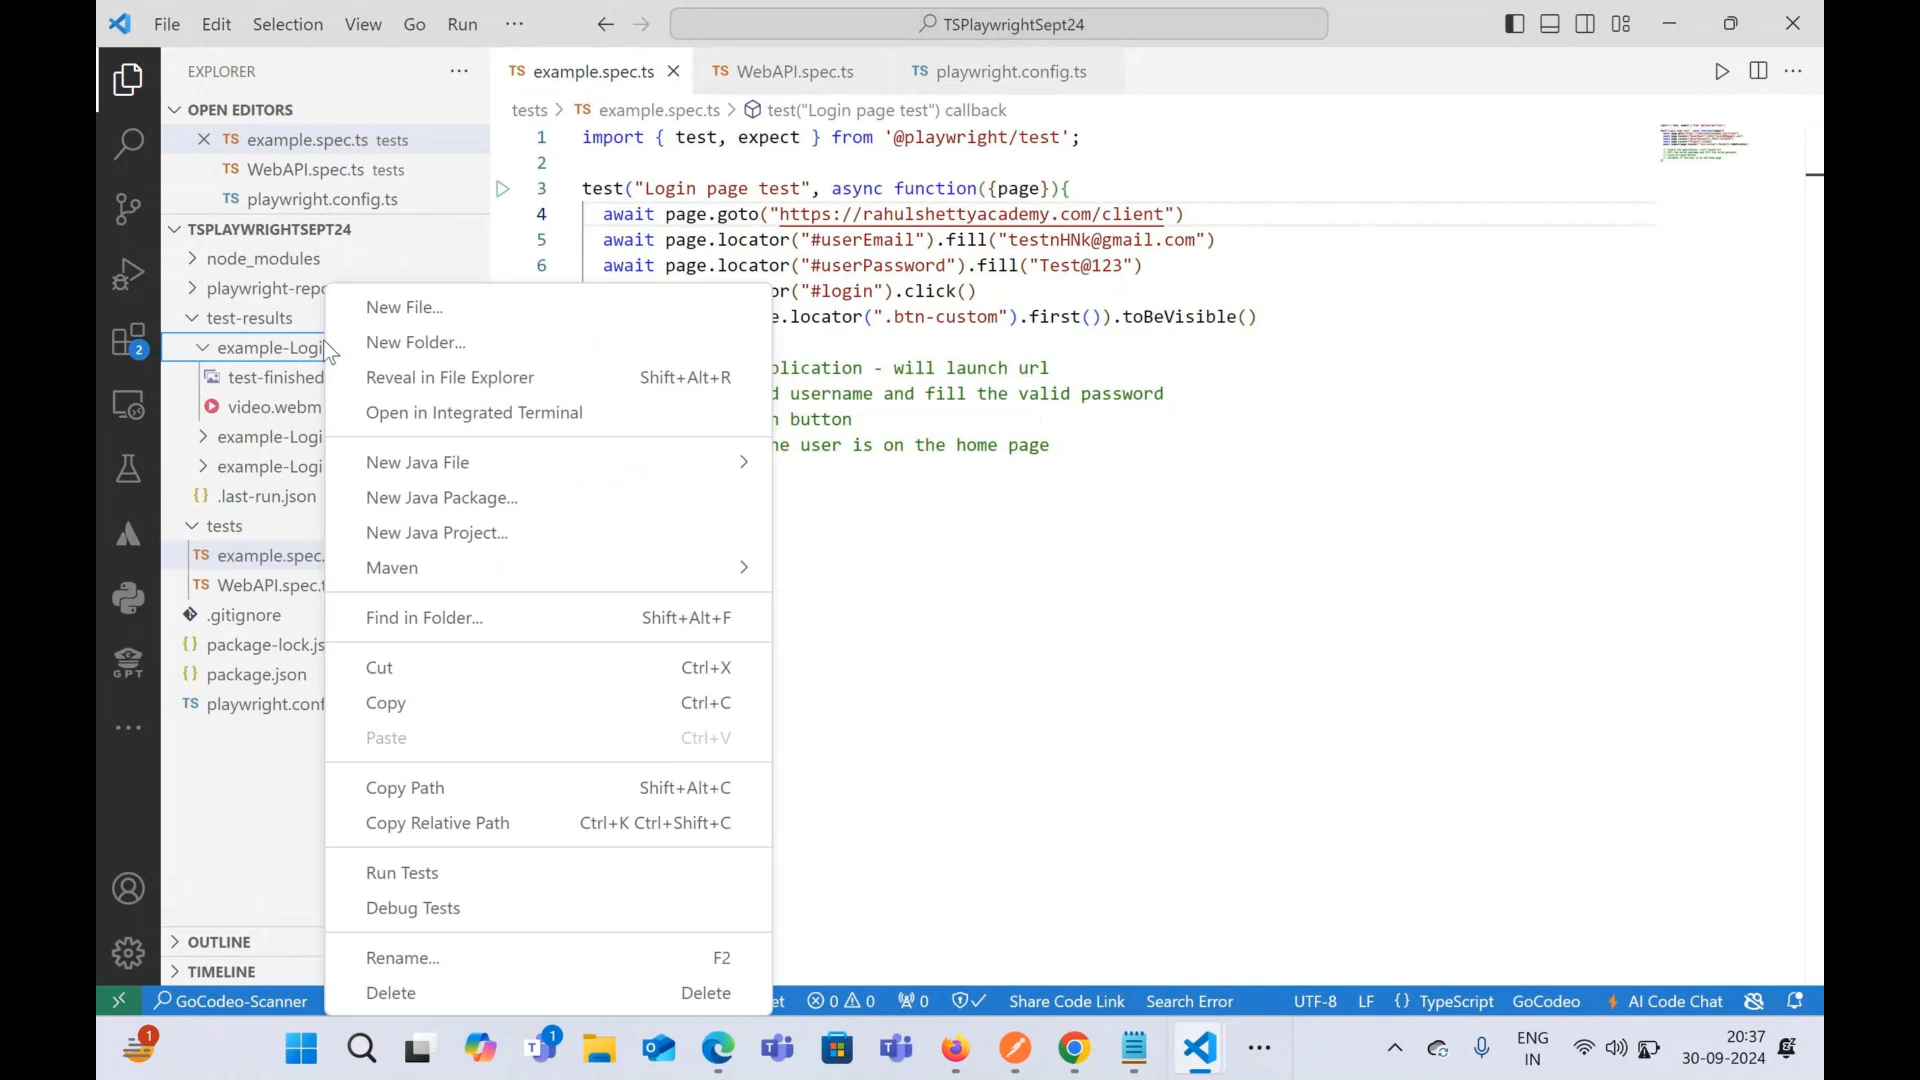 File Edit Selection View Go Run ...
TSPlaywrightSept24
EXPLORER
OPEN EDITORS
TS example.spec.ts tests
TS WebAPI.spec.ts tests
TS playwright.config.ts
TSPLAYWRIGHTSEPT24
node_modules
playwright-repo
test-results
example-Logi
test-finished
video.webm
example-Logi
example-Logi
{} .last-run.json
tests
TS example.spec.
TS WebAPI.spec.t
.gitignore
{} package-lock.js
{} package.json
TS playwright.conf
OUTLINE
TIMELINE
2
GPT
TS example.spec.ts
TS WebAPI.spec.ts
TS playwright.config.ts
tests > TS example.spec.ts > test("Login page test") callback
1 import { test, expect } from '@playwright/test';
2
3 test("Login page test", async function({page}){
4 await page.goto("https://rahulshettyacademy.com/client")
5 await page.locator("#userEmail").fill("testnHNk@gmail.com")
6 await page.locator("#userPassword").fill("Test@123")
or("#login").click()
e.locator(".btn-custom").first()).toBeVisible()
plication - will launch url
d username and fill the valid password
n button
he user is on the home page
New File...
New Folder...
Reveal in File Explorer Shift+Alt+R
Open in Integrated Terminal
New Java File
New Java Package...
New Java Project...
Maven
Find in Folder... Shift+Alt+F
Cut Ctrl+X
Copy Ctrl+C
Paste Ctrl+V
Copy Path Shift+Alt+C
Copy Relative Path Ctrl+K Ctrl+Shift+C
Run Tests
Debug Tests
Rename... F2
Delete Delete
GoCodeo-Scanner et 0 0 0 Share Code Link Search Error UTF-8 LF {} TypeScript GoCodeo AI Code Chat
1
1
ENG
IN
20:37
30-09-2024